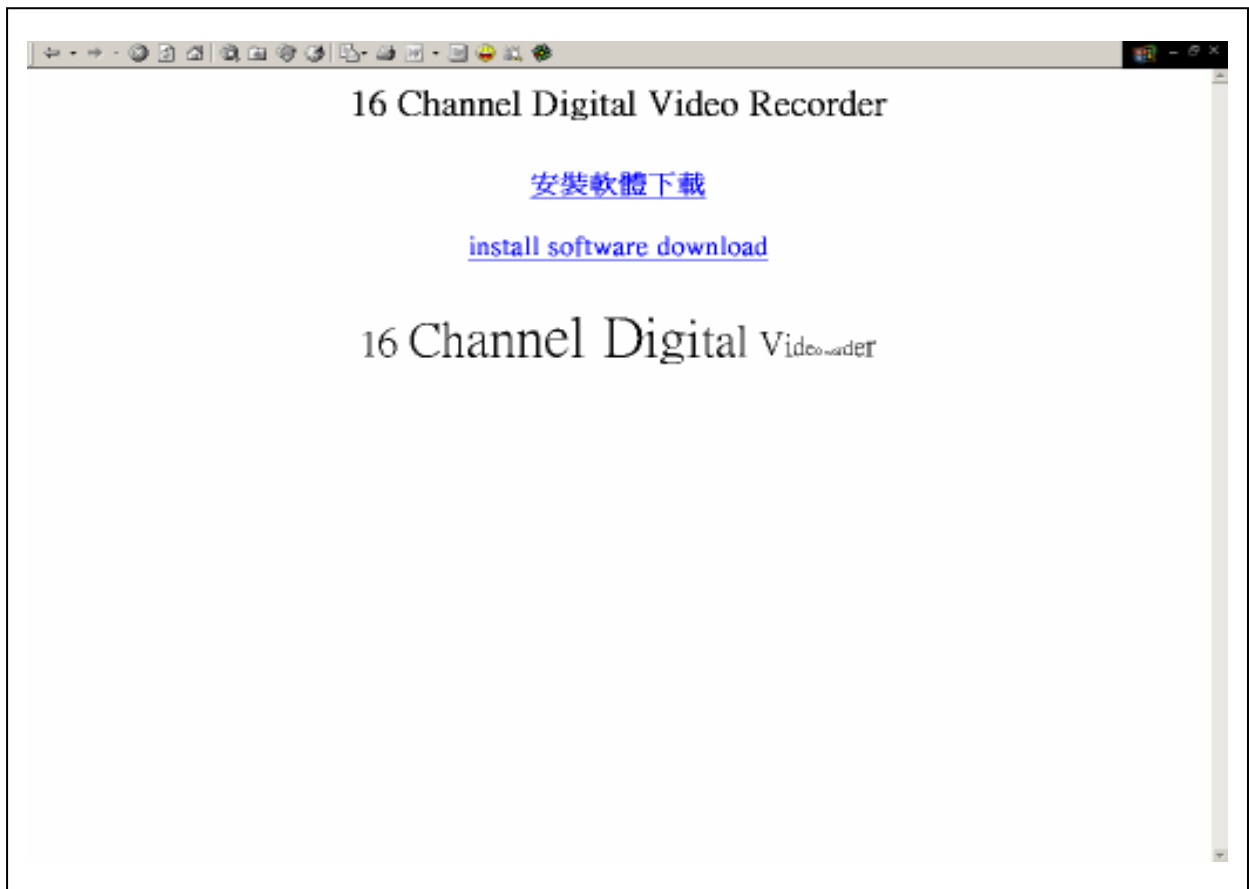 16 Channel Digital Video Recorder
安裝軟體下載
install software download
16 Channel Digital